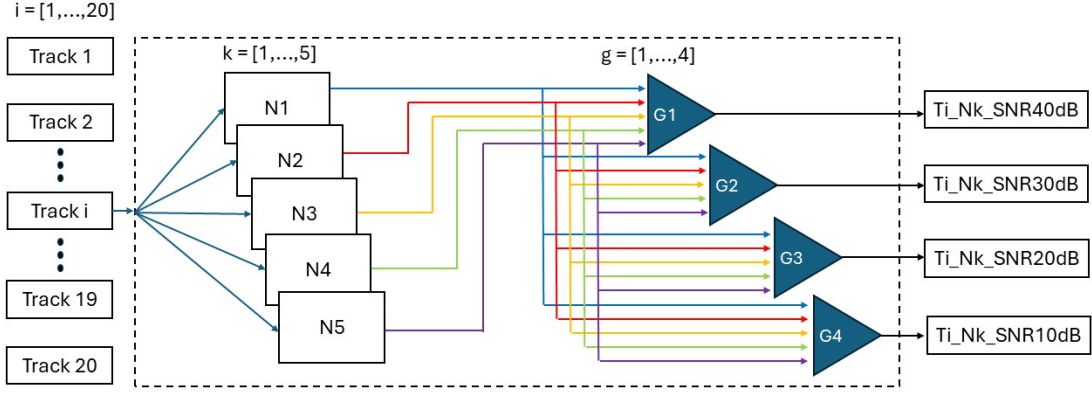 i = [1,...,20]
Track 1
Track 2
Track i
Track 19
Track 20
k = [1,...,5]
N1
N2
N3
N4
N5
g = [1,...,4]
G1
G2
G3
G4
Ti_Nk_SNR40dB
Ti_Nk_SNR30dB
Ti_Nk_SNR20dB
Ti_Nk_SNR10dB